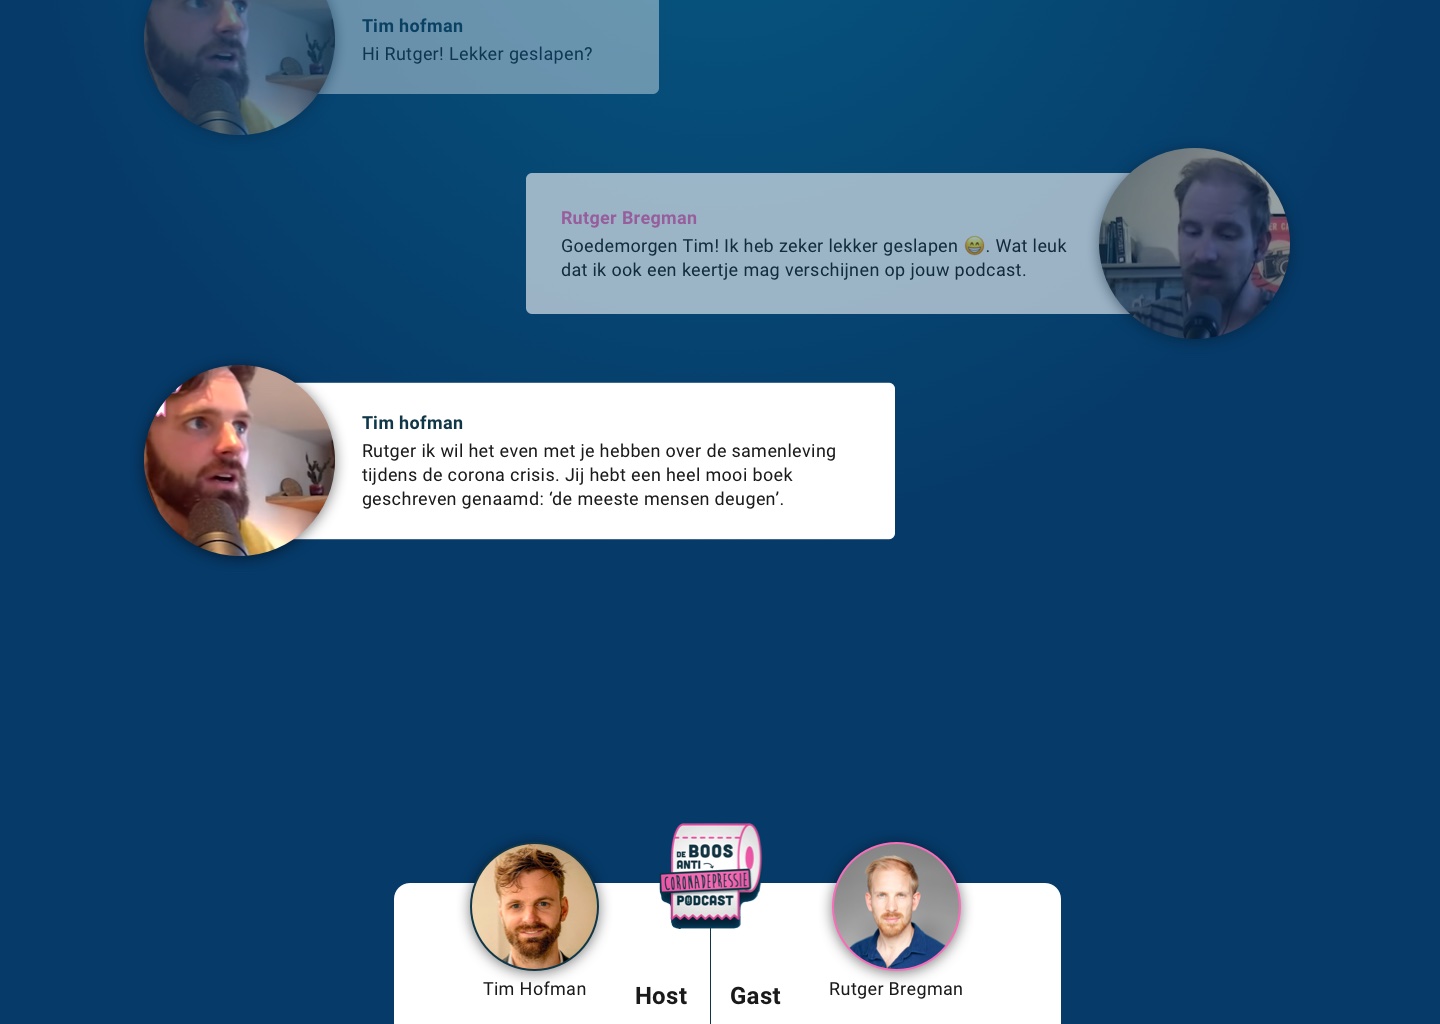 Tim hofman
Hi Rutger! Lekker geslapen?
Rutger Bregman
Goedemorgen Tim! Ik heb zeker lekker geslapen 😁. Wat leuk
dat ik ook een keertje mag verschijnen op jouw podcast.
Tim hofman
Rutger ik wil het even met je hebben over de samenleving
tijdens de corona crisis. Jij hebt een heel mooi boek
geschreven genaamd: ‘de meeste mensen deugen’.
DE BOOS
ANTI
CORONADEPRESSIE
PODCAST
Tim Hofman
Host
Gast
Rutger Bregman